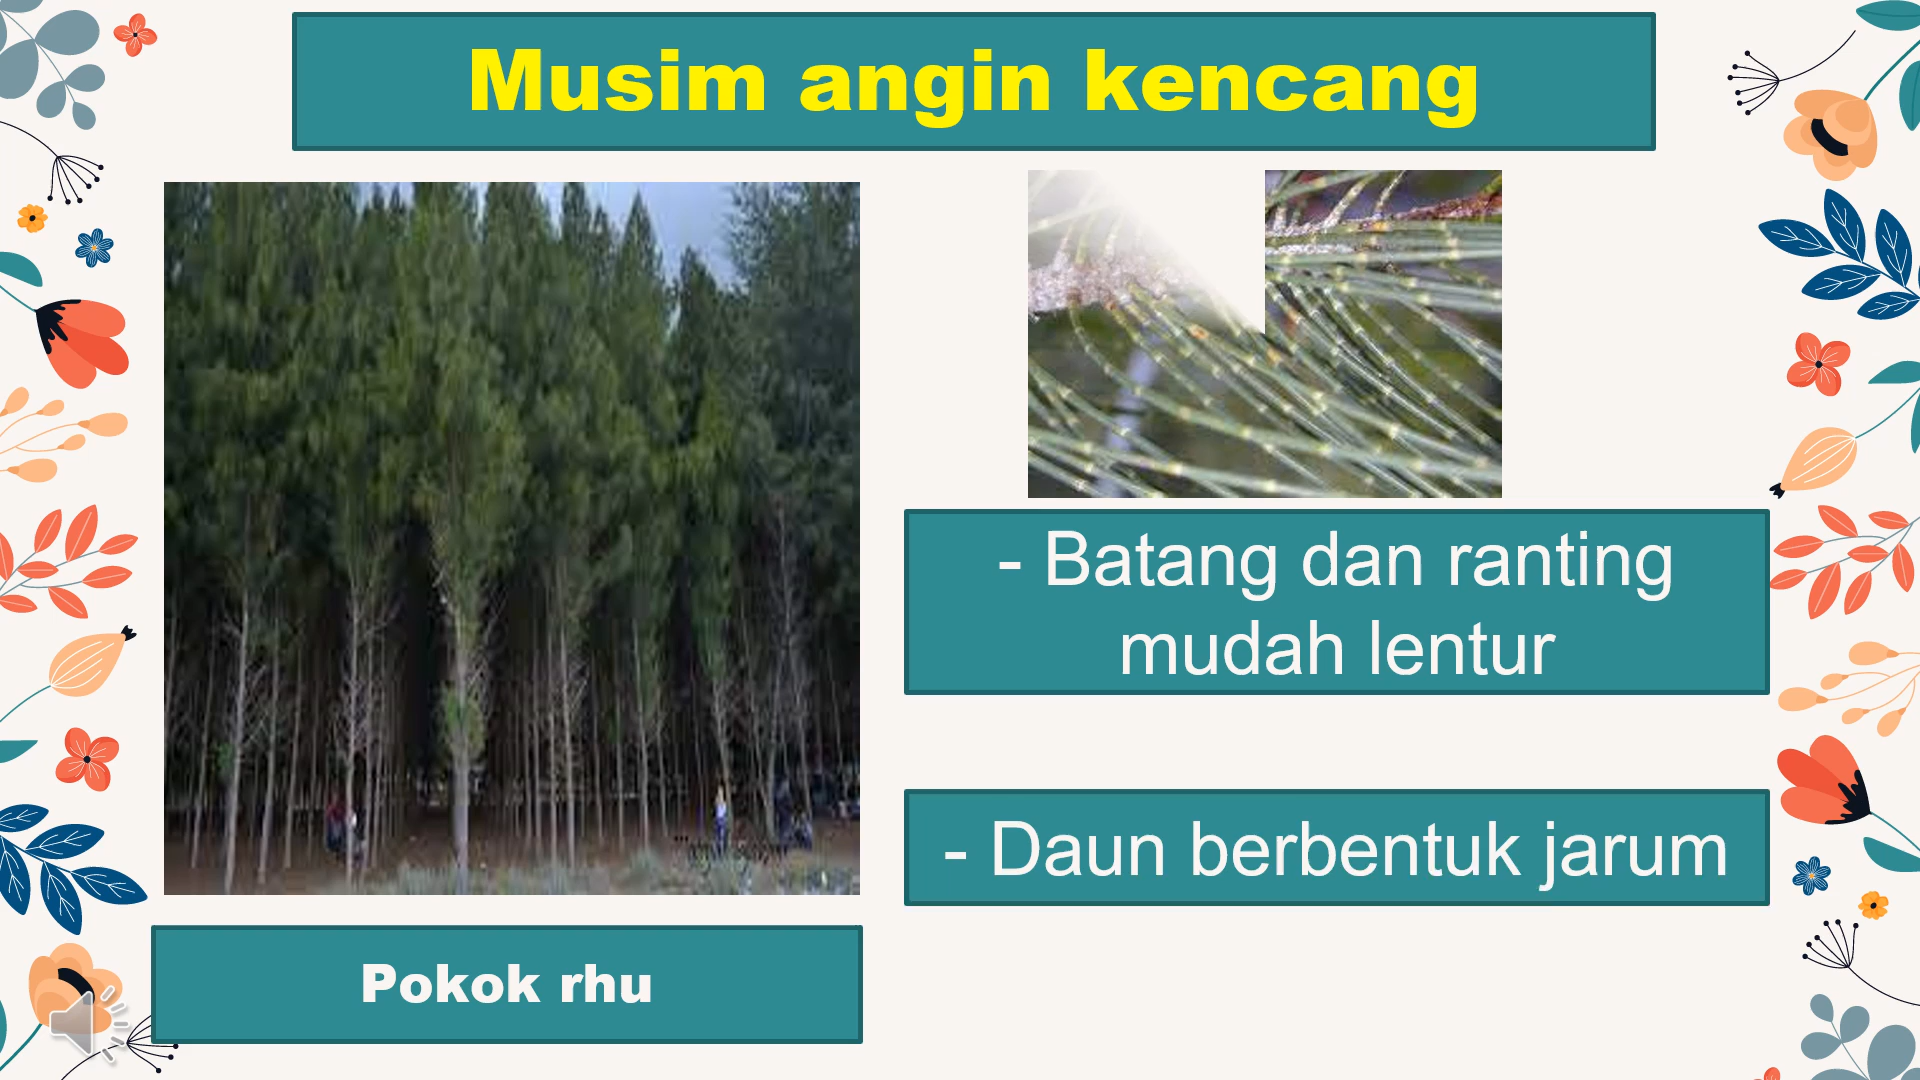 Musim angin kencang
- Batang dan ranting
mudah lentur
- Daun berbentuk jarum
Pokok rhu